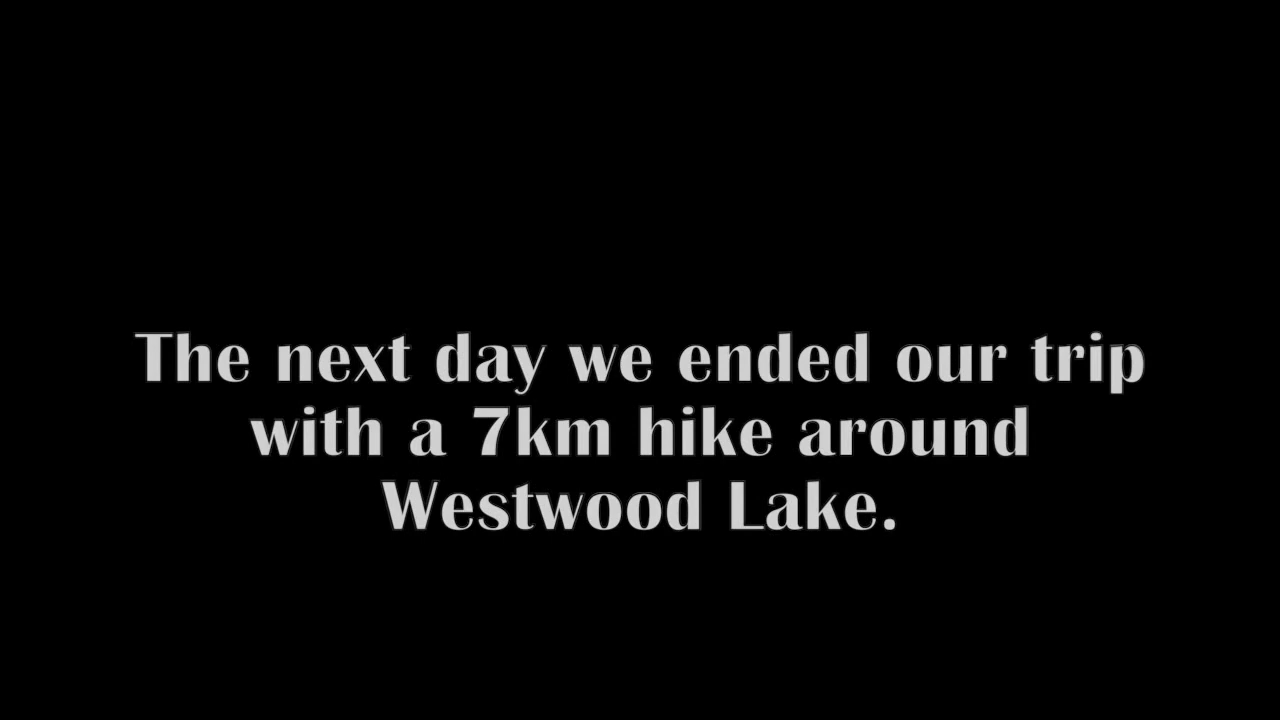 The next day we ended our trip
with a 7km hike around
Westwood Lake.